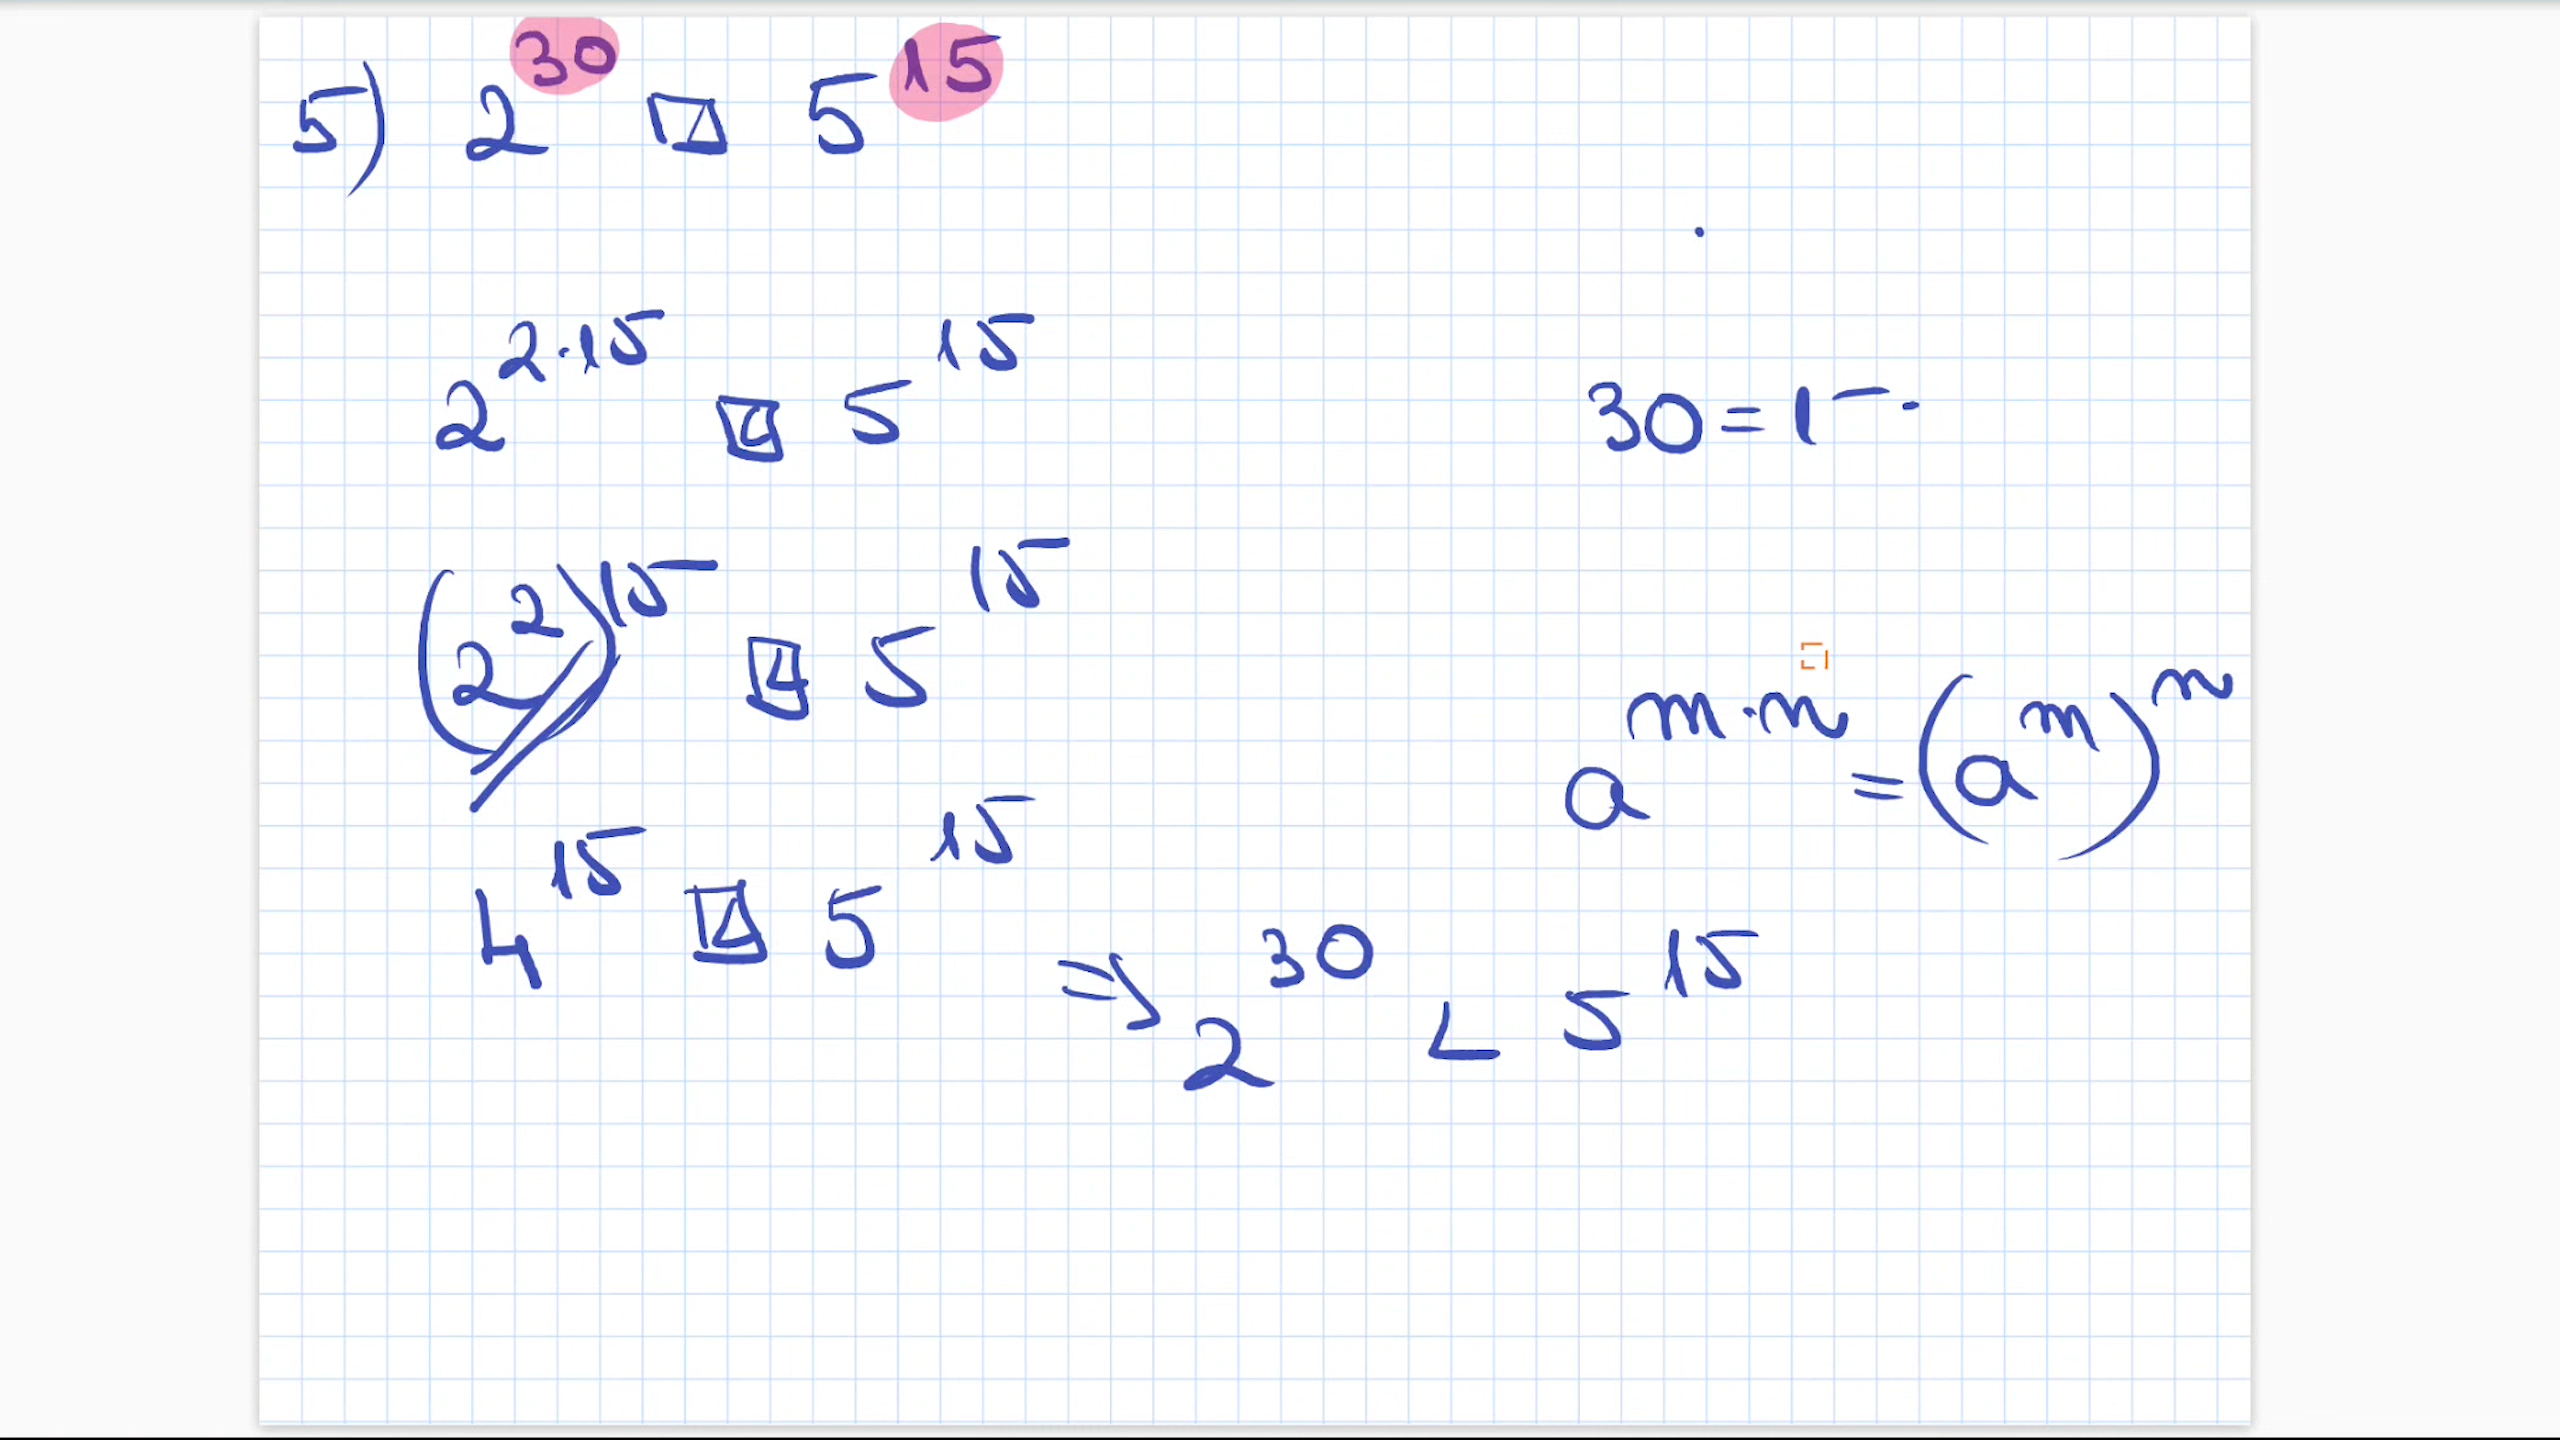 5) 2^30 □ 5^15
2^2·15 □ 5^15
30 = 1
(2^2)^15 □ 5^15
a^m·n = (a^m)^n
4^15 □ 5^15
⇒ 2^30 < 5^15